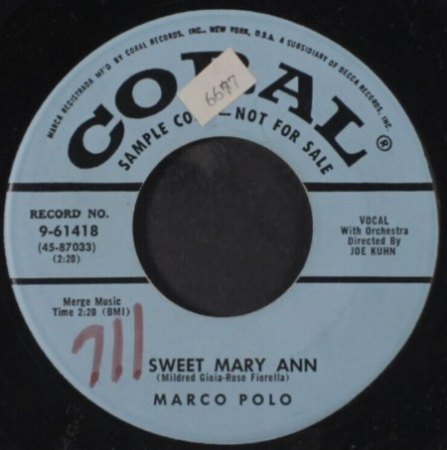 MARCA REGISTRADA MF'D BY CORAL RECORDS, INC., NEW YORK, U.S.A. A SUBSIDIARY OF DECCA RECORDS, INC.
CORAL ®
6677
SAMPLE CO — NOT FOR SALE
RECORD NO.
9-61418
(45-87033)
(2:20)
VOCAL
With Orchestra
Directed By
JOE KUHN
Merge Music
Time 2:20 (BMI)
711
SWEET MARY ANN
(Mildred Gioia-Rose Fiorella)
MARCO POLO